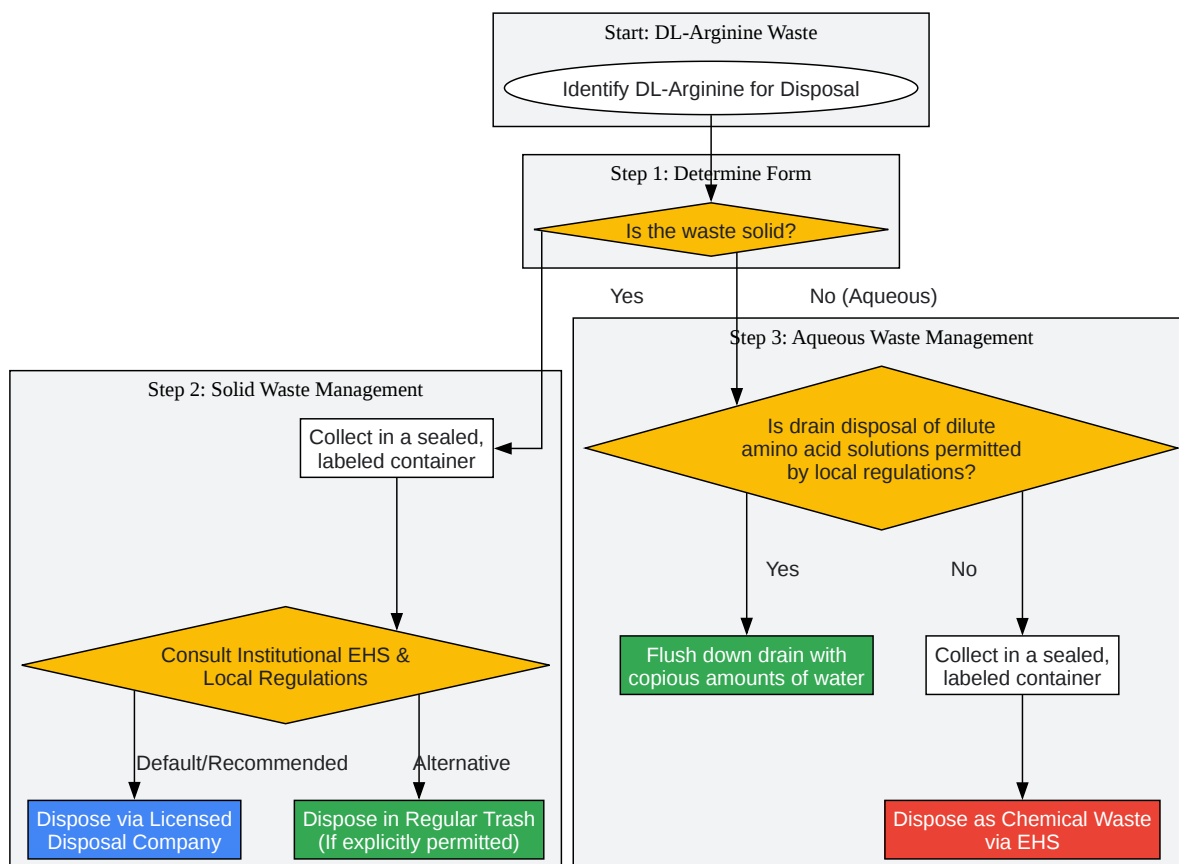 Start: DL-Arginine Waste
Identify DL-Arginine for Disposal
Step 1: Determine Form
Is the waste solid?
Yes
No (Aqueous)
Step 2: Solid Waste Management
Collect in a sealed,
labeled container
Consult Institutional EHS &
Local Regulations
Default/Recommended
Alternative
Dispose via Licensed
Disposal Company
Dispose in Regular Trash
(If explicitly permitted)
Step 3: Aqueous Waste Management
Is drain disposal of dilute
amino acid solutions permitted
by local regulations?
Yes
No
Flush down drain with
copious amounts of water
Collect in a sealed,
labeled container
Dispose as Chemical Waste
via EHS